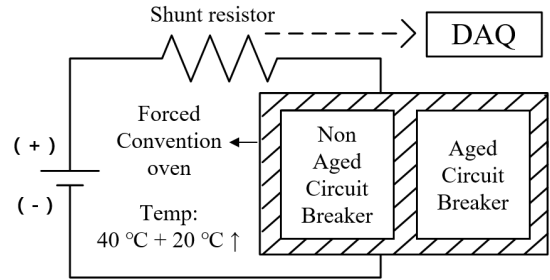 Shunt resistor
DAQ
Forced
Convention
oven
( + )
( - )
Temp:
40 ℃ + 20 ℃ ↑
Non
Aged
Circuit
Breaker
Aged
Circuit
Breaker